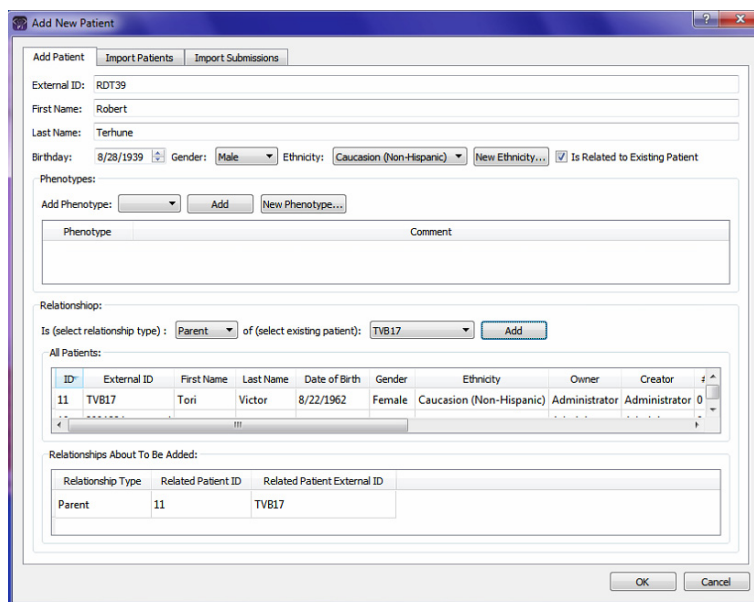 Add New Patient
Add Patient Import Patients Import Submissions
External ID: RDT39
First Name: Robert
Last Name: Terhune
Birthday: 8/28/1939 Gender: Male Ethnicity: Caucasion (Non-Hispanic) New Ethnicity... Is Related to Existing Patient
Phenotypes:
Add Phenotype: Add New Phenotype...
Phenotype Comment
Relationshiop:
Is (select relationship type) : Parent of (select existing patient): TVB17 Add
All Patients:
ID External ID First Name Last Name Date of Birth Gender Ethnicity Owner Creator
11 TVB17 Tori Victor 8/22/1962 Female Caucasion (Non-Hispanic) Administrator Administrator 0
Relationships About To Be Added:
Relationship Type Related Patient ID Related Patient External ID
Parent 11 TVB17
OK Cancel